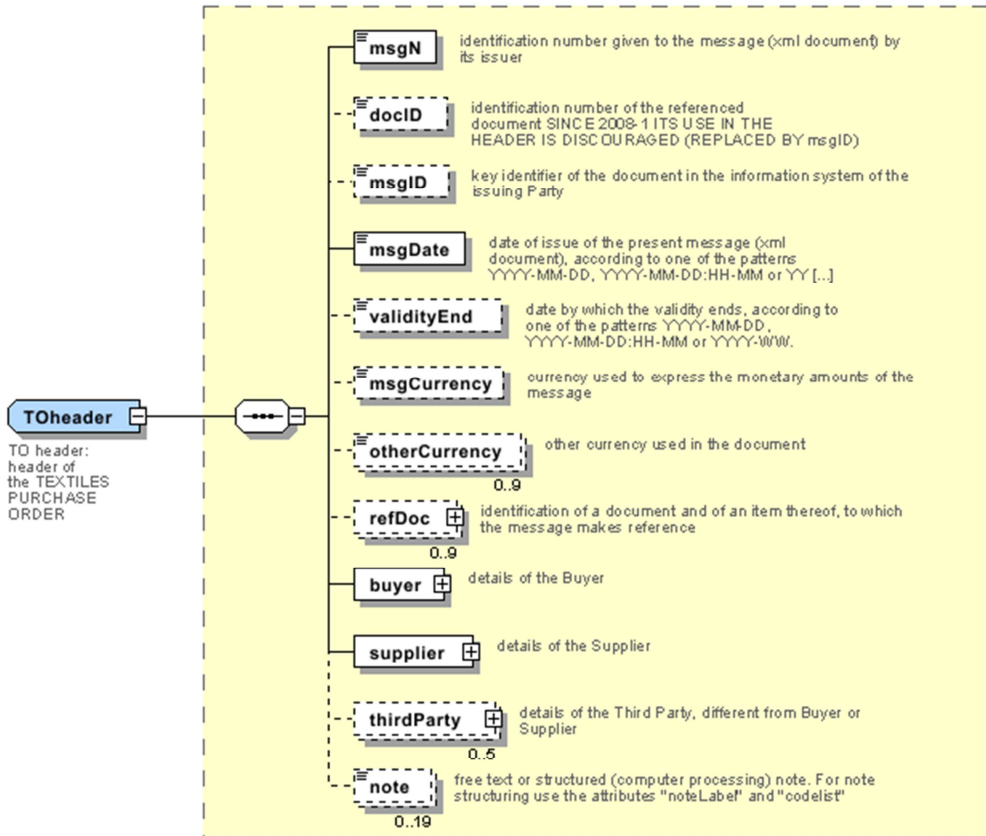 msgN
identification number given to the message (xml document) by
its issuer
docID
identification number of the referenced
document SINCE 2008-1 ITS USE IN THE
HEADER IS DISCOURAGED (REPLACED BY msgID)
msgID
key identifier of the document in the information system of the
issuing Party
msgDate
date of issue of the present message (xml
document), according to one of the patterns
YYYY-MM-DD, YYYY-MM-DD:HH-MM or YY [...]
validityEnd
date by which the validity ends, according to
one of the patterns YYYY-MM-DD,
YYYY-MM-DD:HH-MM or YYYY-WW.
msgCurrency
currency used to express the monetary amounts of the
message
TOheader
TO header:
header of
the TEXTILES
PURCHASE
ORDER
otherCurrency
other currency used in the document
0..9
refDoc
identification of a document and of an item thereof, to which
the message makes reference
0..9
buyer
details of the Buyer
supplier
details of the Supplier
thirdParty
details of the Third Party, different from Buyer or
Supplier
0..5
note
free text or structured (computer processing) note. For note
structuring use the attributes "noteLabel" and "codelist"
0..19